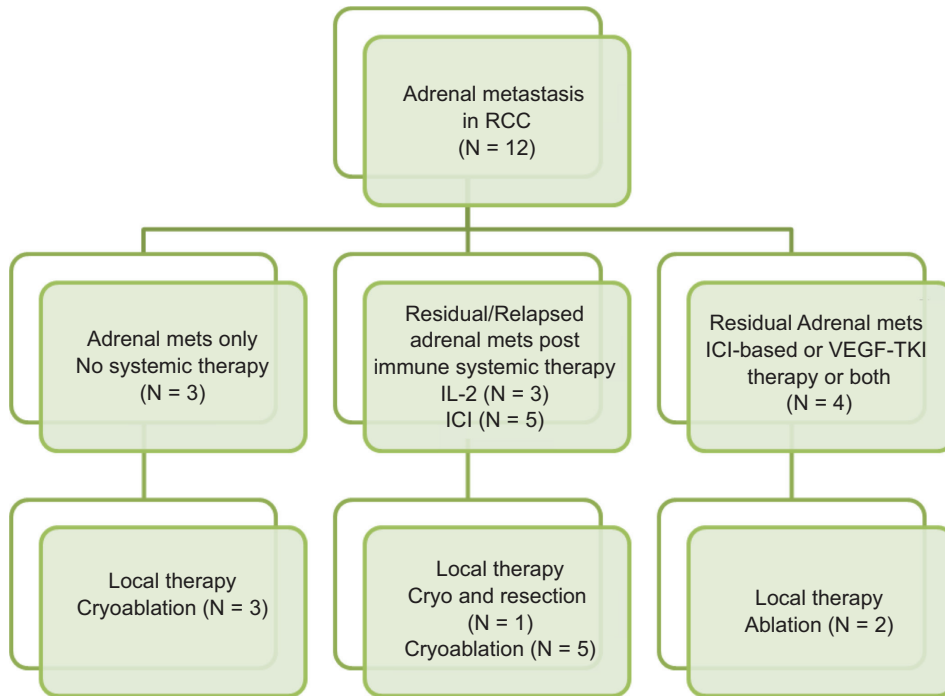 Adrenal metastasis
in RCC
(N = 12)
Adrenal mets only
No systemic therapy
(N = 3)
Residual/Relapsed
adrenal mets post
immune systemic therapy
IL-2 (N = 3)
ICI (N = 5)
Residual Adrenal mets
ICI-based or VEGF-TKI
therapy or both
(N = 4)
Local therapy
Cryoablation (N = 3)
Local therapy
Cryo and resection
(N = 1)
Cryoablation (N = 5)
Local therapy
Ablation (N = 2)